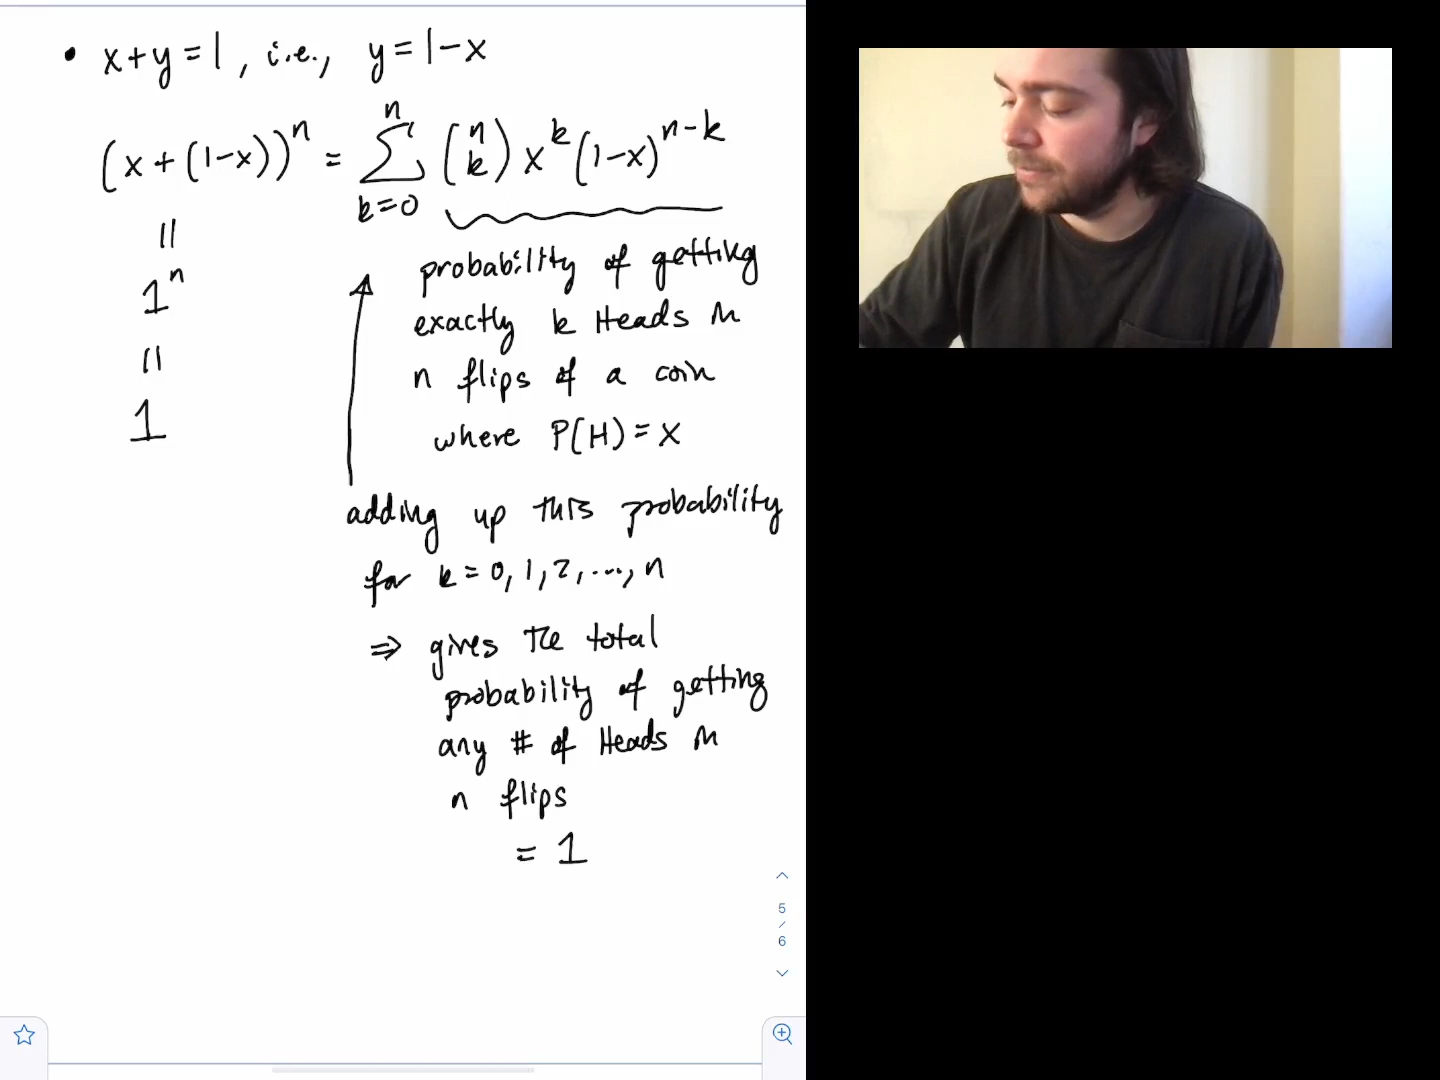 • x+y=1, i.e., y=1-x
(x+(1-x))^n = \sum_{k=0}^{n} \binom{n}{k} x^k (1-x)^{n-k}
||
1^n
||
1
probability of getting
exactly k Heads in
n flips of a coin
where P(H)=x
adding up this probability
for k=0,1,2,...,n
⇒ gives the total
probability of getting
any # of Heads in
n flips
= 1
5
/
6